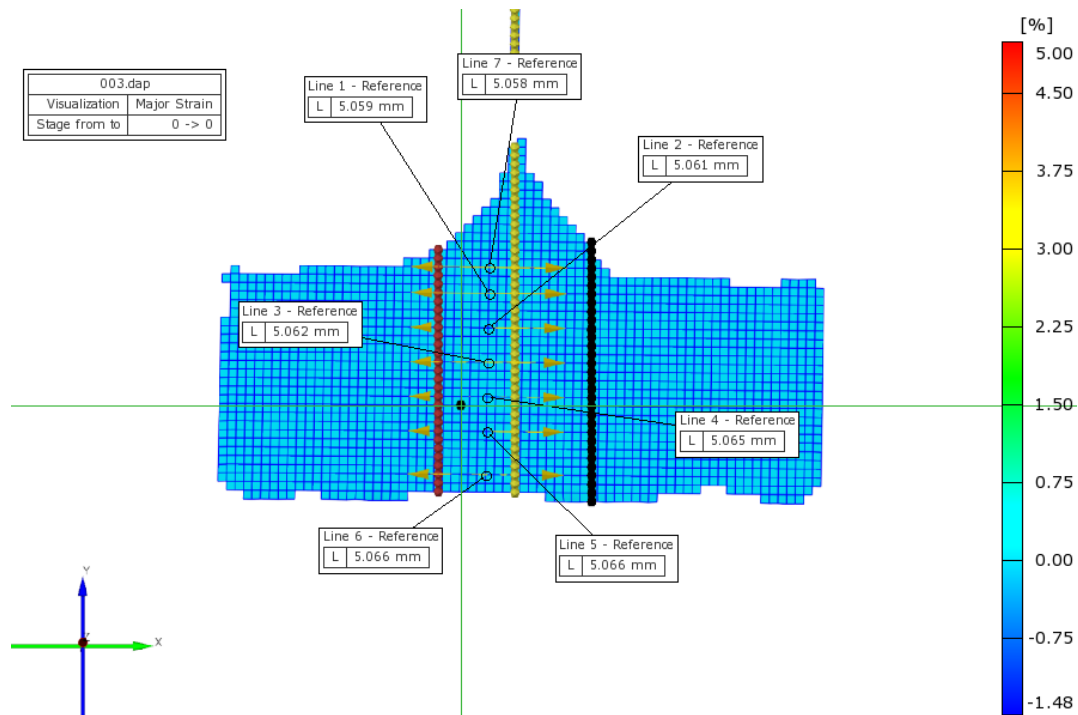 [%]
003.dap
Visualization Major Strain
Stage from to 0 -> 0
Line 7 - Reference
L 5.058 mm
Line 1 - Reference
L 5.059 mm
Line 2 - Reference
L 5.061 mm
Line 3 - Reference
L 5.062 mm
Line 4 - Reference
L 5.065 mm
Line 6 - Reference
L 5.066 mm
Line 5 - Reference
L 5.066 mm
Y
X
Z
5.00
4.50
3.75
3.00
2.25
1.50
0.75
0.00
-0.75
-1.48